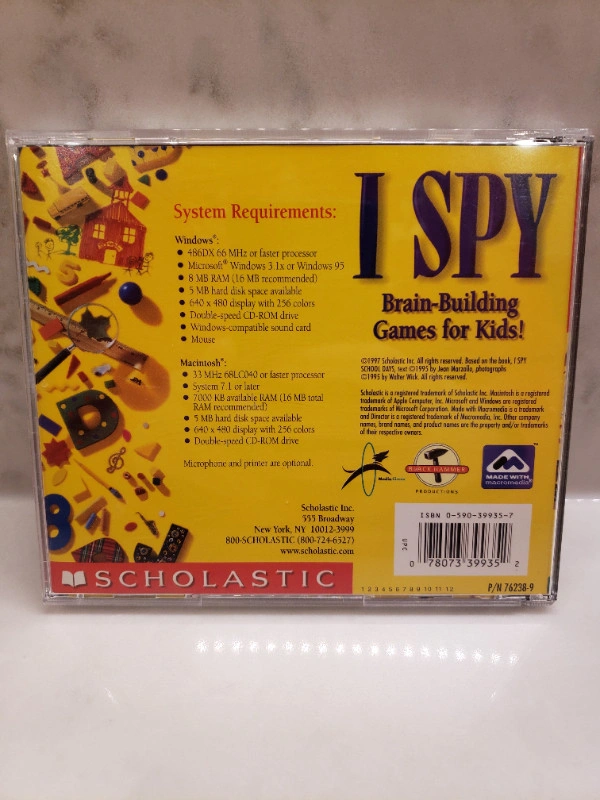 I SPY
Brain-Building
Games for Kids!
System Requirements:
Windows®:
• 486DX 66 MHz or faster processor
• Microsoft® Windows 3.1x or Windows 95
• 8 MB RAM (16 MB recommended)
• 5 MB hard disk space available
• 640 x 480 display with 256 colors
• Double-speed CD-ROM drive
• Windows-compatible sound card
• Mouse
Macintosh®:
• 33 MHz 68LC040 or faster processor
• System 7.1 or later
• 7000 KB available RAM (16 MB total
RAM recommended)
• 5 MB hard disk space available
• 640 x 480 display with 256 colors
• Double-speed CD-ROM drive
Microphone and printer are optional.
Scholastic Inc.
555 Broadway
New York, NY 10012-3999
800-SCHOLASTIC (800-724-6527)
www.scholastic.com
©1997 Scholastic Inc. All rights reserved. Based on the book, I SPY
SCHOOL DAYS, text ©1995 by Jean Marzollo, photographs
©1995 by Walter Wick. All rights reserved.
Scholastic is a registered trademark of Scholastic Inc. Macintosh is a registered
trademark of Apple Computer, Inc. Microsoft and Windows are registered
trademarks of Microsoft Corporation. Made with Macromedia is a trademark
and Director is a registered trademark of Macromedia, Inc. Other company
names, brand names, and product names are the property and/or trademarks
of their respective owners.
BLACK HAMMER
PRODUCTIONS
MADE WITH
macromedia
ISBN 0-590-39935-7
UPC
0 78073 39935 2
1 2 3 4 5 6 7 8 9 10 11 12
P/N 76238-9
8
SCHOLASTIC